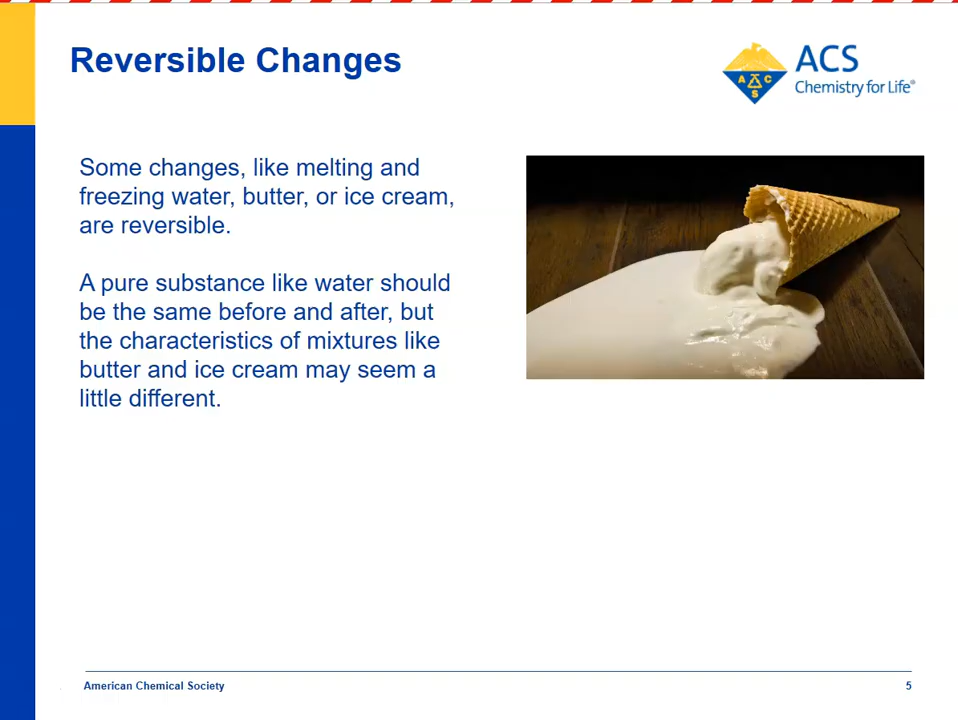 Reversible Changes
ACS
Chemistry for Life®
A C
S
Some changes, like melting and
freezing water, butter, or ice cream,
are reversible.
A pure substance like water should
be the same before and after, but
the characteristics of mixtures like
butter and ice cream may seem a
little different.
American Chemical Society
5